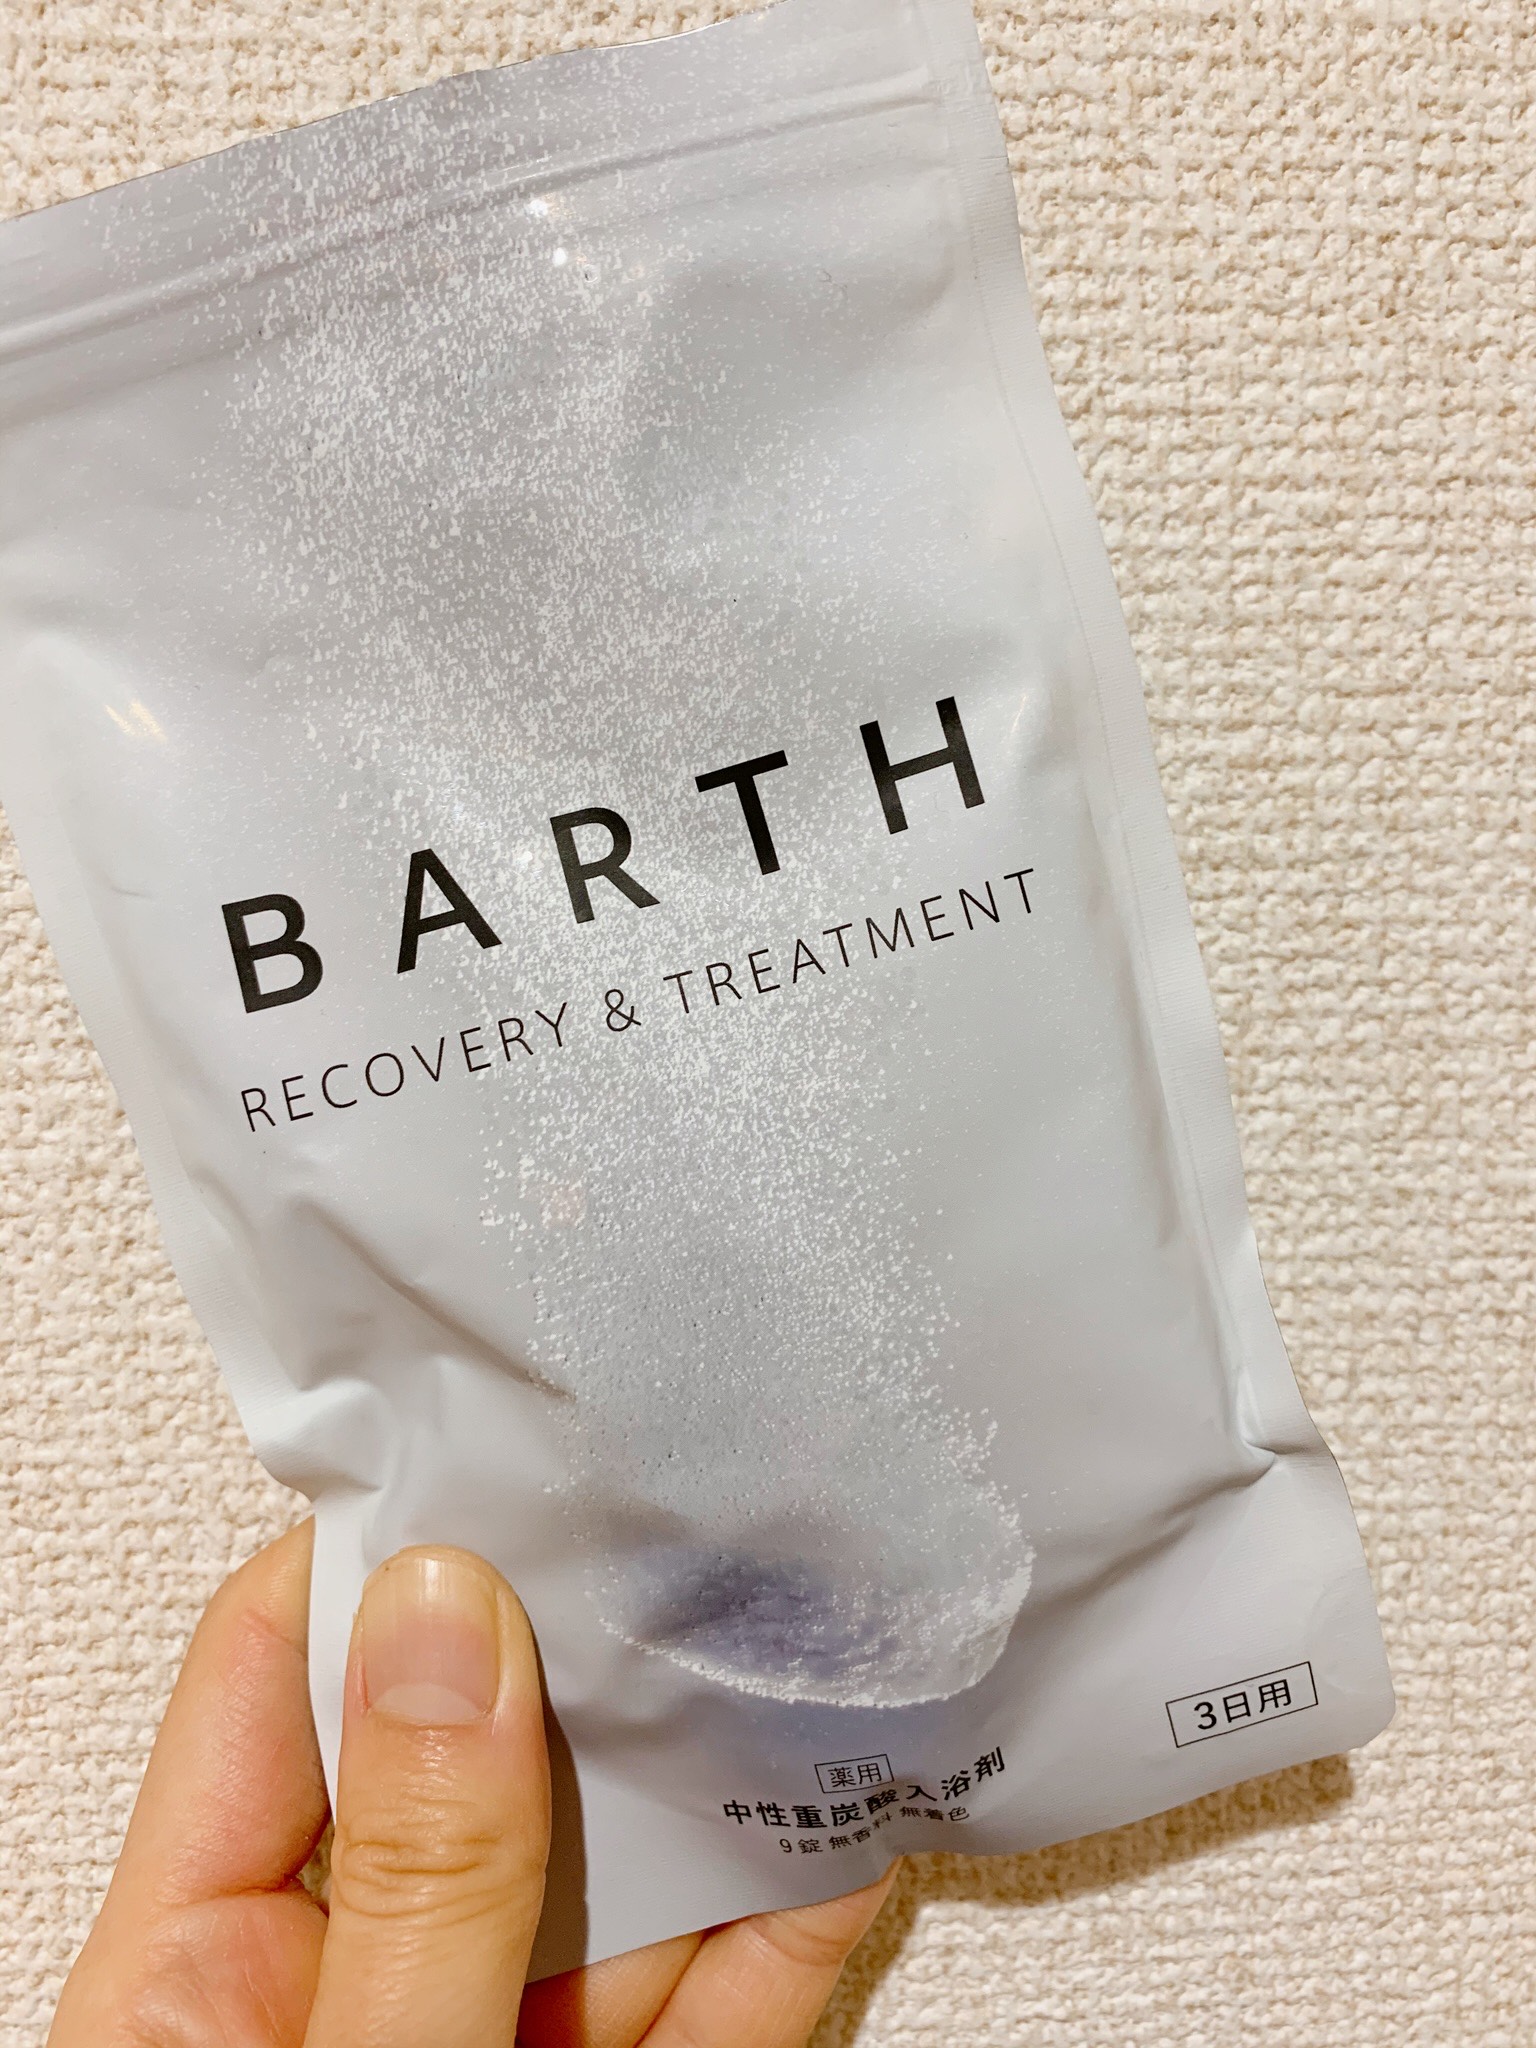 BARTH
RECOVERY & TREATMENT
3日用
薬用
中性重炭酸入浴剤
9錠 無香料 無着色